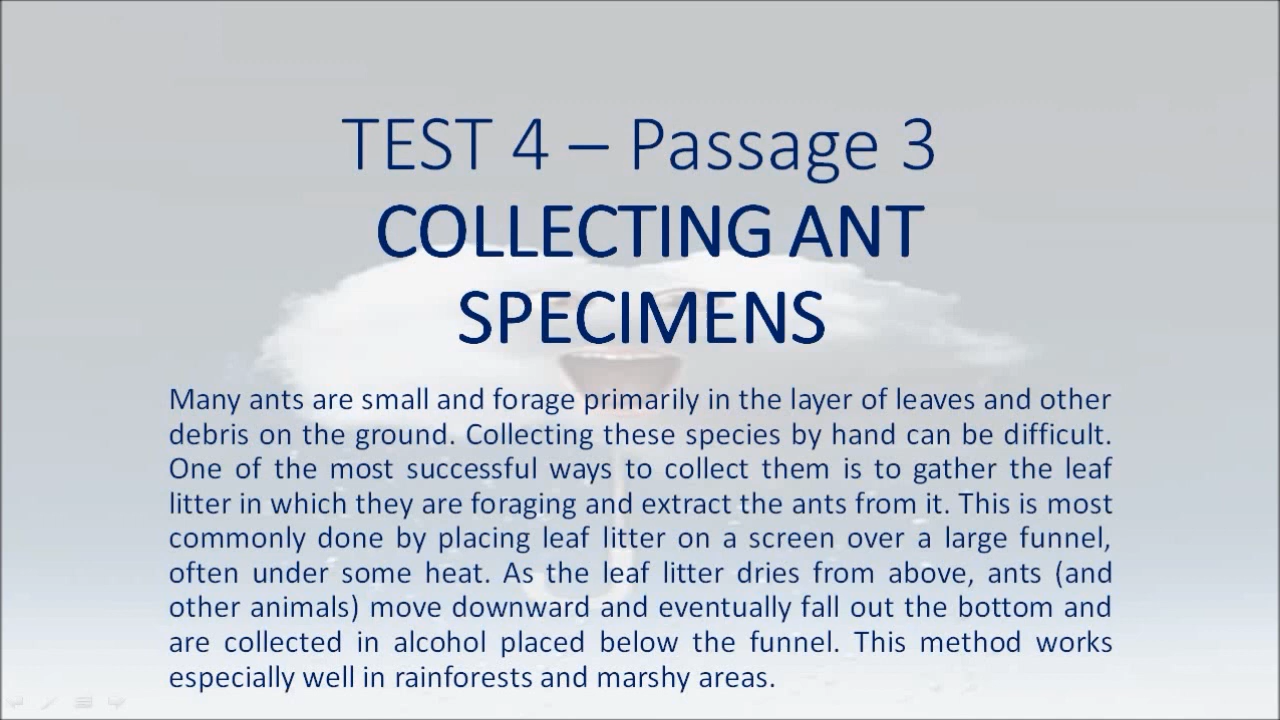 TEST 4 – Passage 3
COLLECTING ANT
SPECIMENS
Many ants are small and forage primarily in the layer of leaves and other
debris on the ground. Collecting these species by hand can be difficult.
One of the most successful ways to collect them is to gather the leaf
litter in which they are foraging and extract the ants from it. This is most
commonly done by placing leaf litter on a screen over a large funnel,
often under some heat. As the leaf litter dries from above, ants (and
other animals) move downward and eventually fall out the bottom and
are collected in alcohol placed below the funnel. This method works
especially well in rainforests and marshy areas.